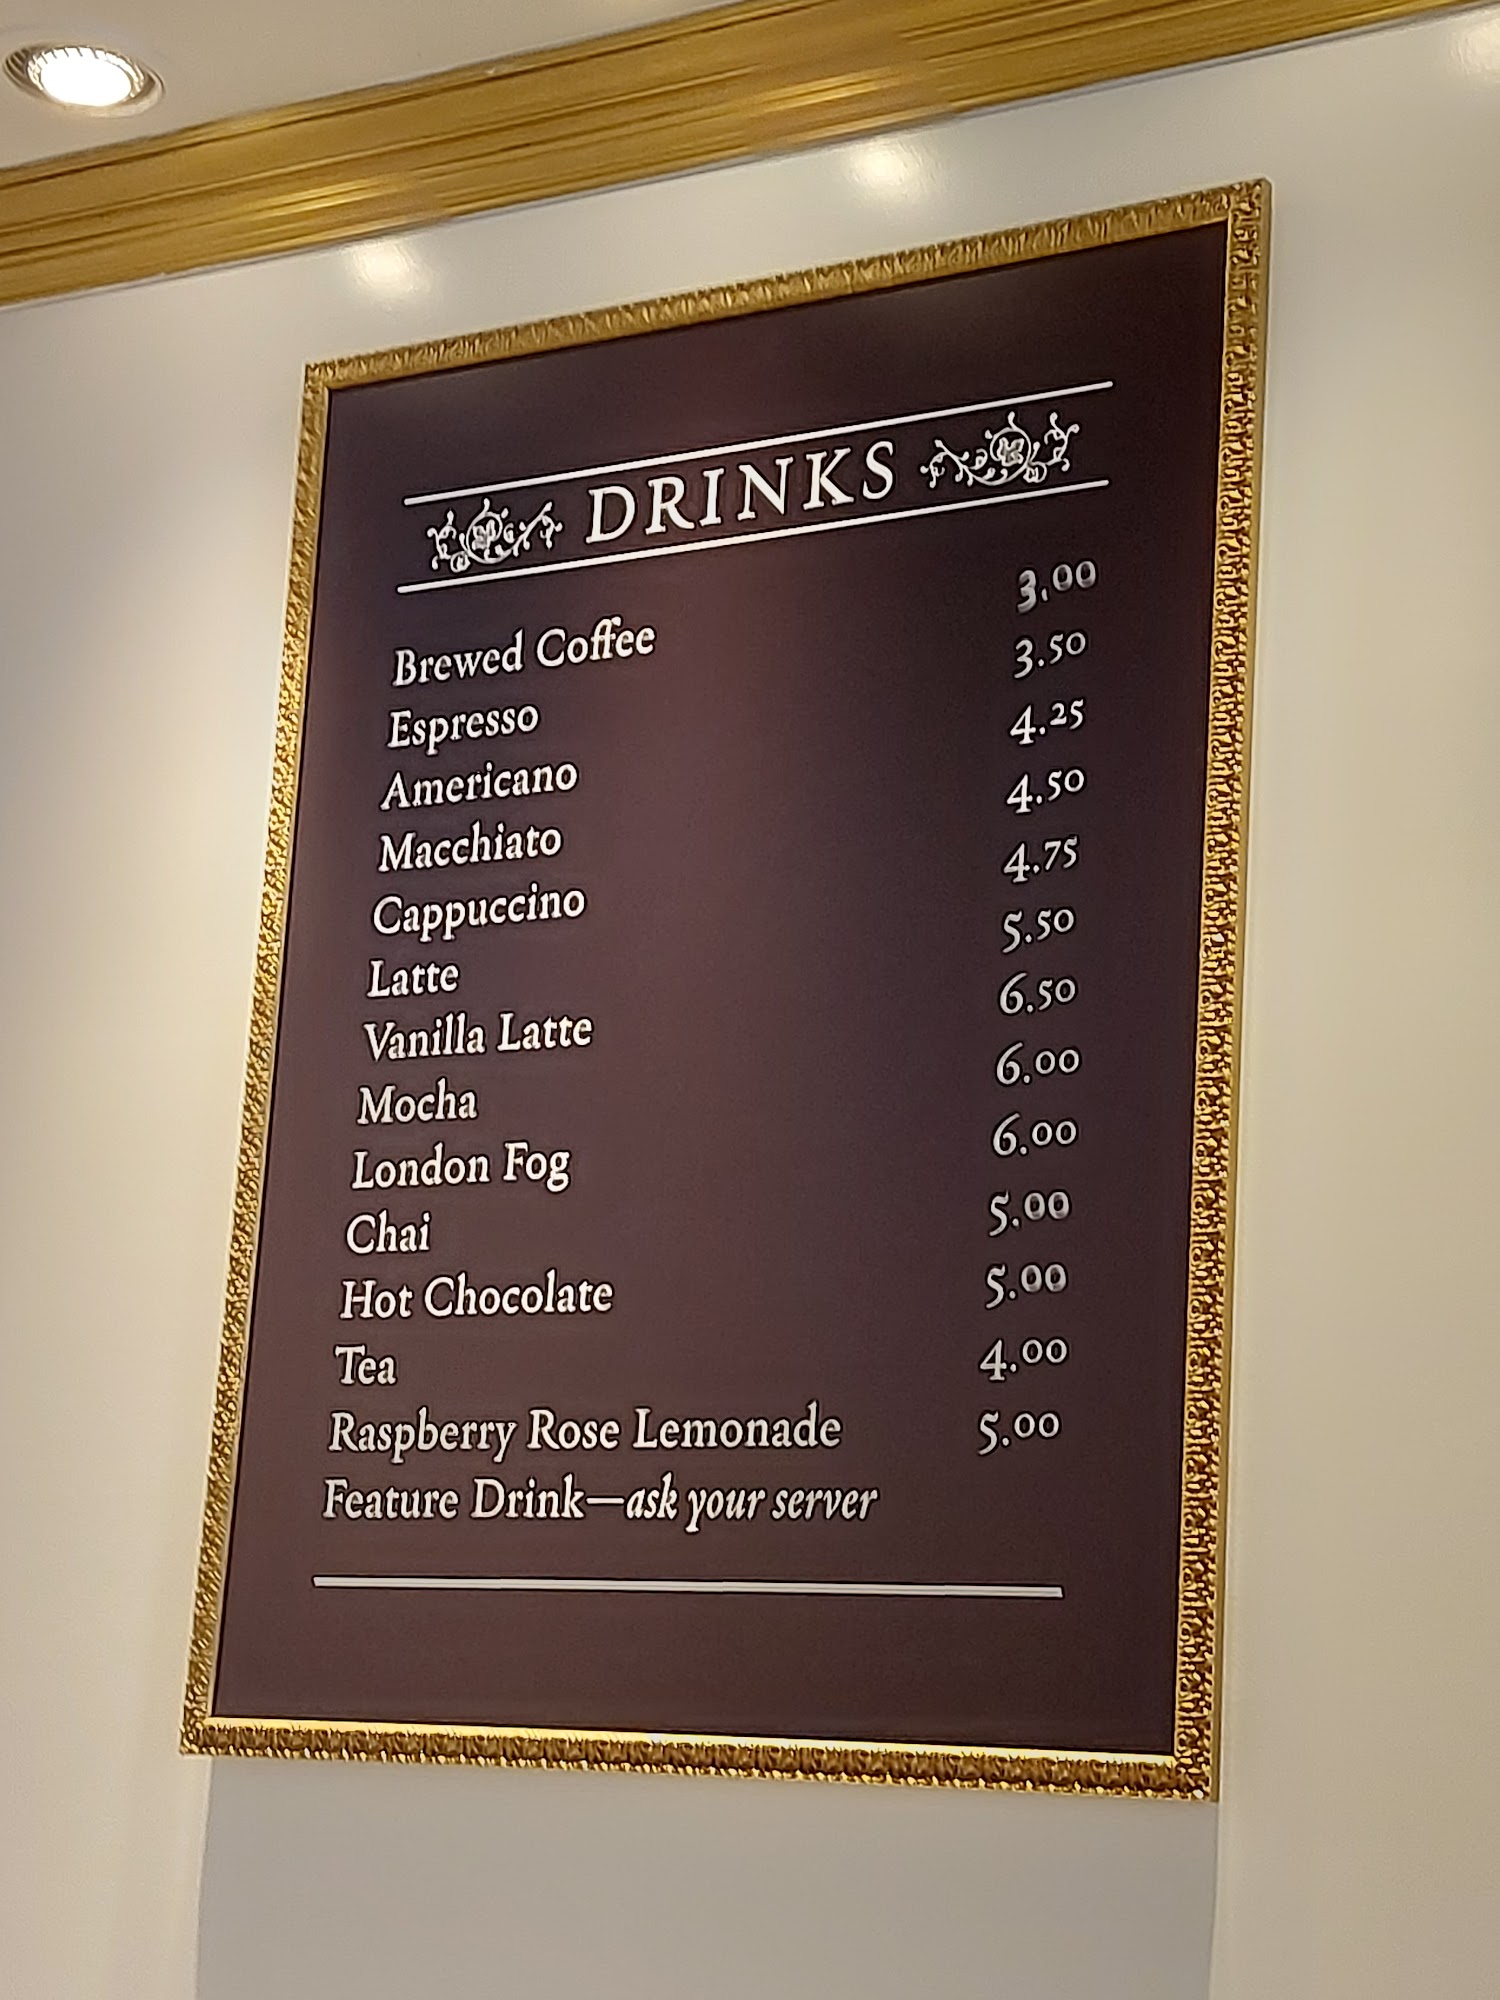 DRINKS
Brewed Coffee 3.00
Espresso 3.50
Americano 4.25
Macchiato 4.50
Cappuccino 4.75
Latte 5.50
Vanilla Latte 6.50
Mocha 6.00
London Fog 6.00
Chai 5.00
Hot Chocolate 5.00
Tea 4.00
Raspberry Rose Lemonade 5.00
Feature Drink—ask your server